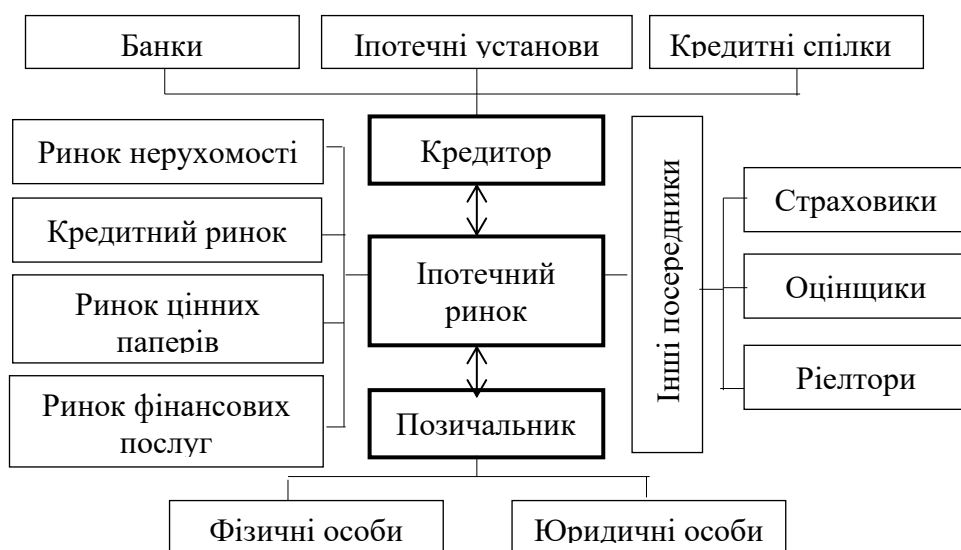 Банки
Іпотечні установи
Кредитні спілки
Ринок нерухомості
Кредитор
Інші посередники
Страховики
Кредитний ринок
Іпотечний
ринок
Оцінщики
Ринок цінних
паперів
Ріелтори
Ринок фінансових
послуг
Позичальник
Фізичні особи
Юридичні особи